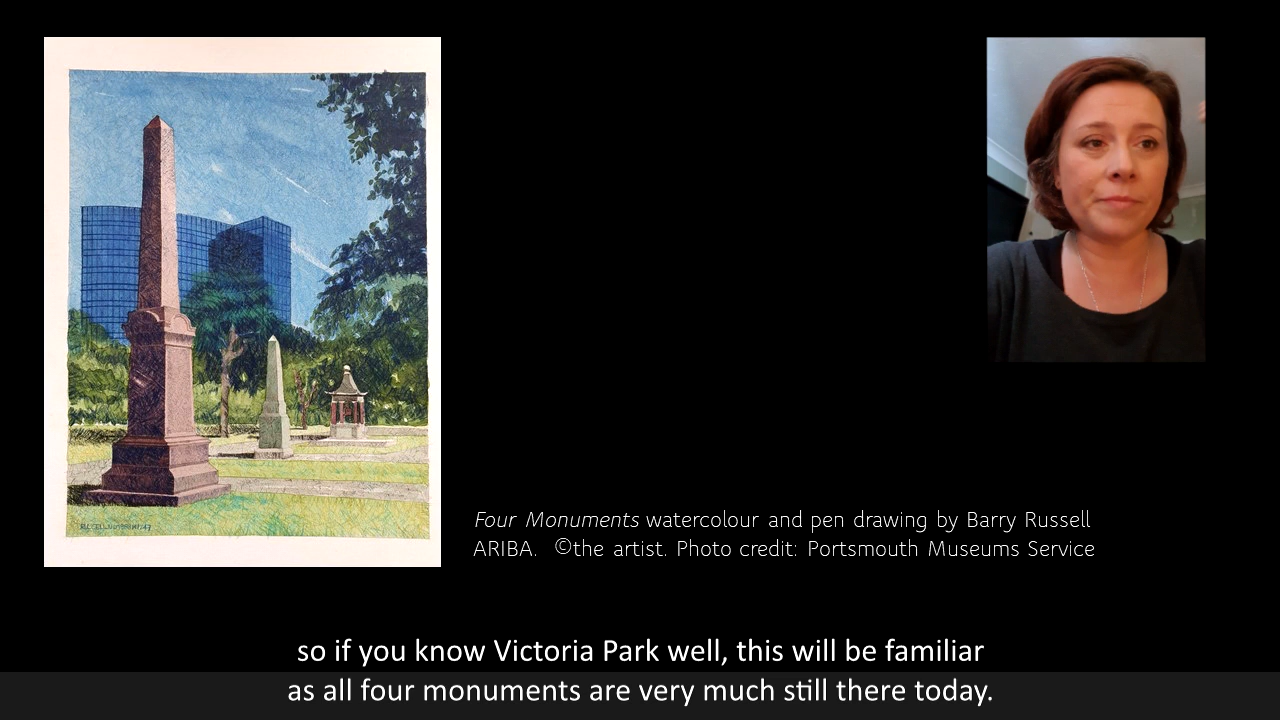 Four Monuments watercolour and pen drawing by Barry Russell
ARIBA. ©the artist. Photo credit: Portsmouth Museums Service
so if you know Victoria Park well, this will be familiar
as all four monuments are very much still there today.